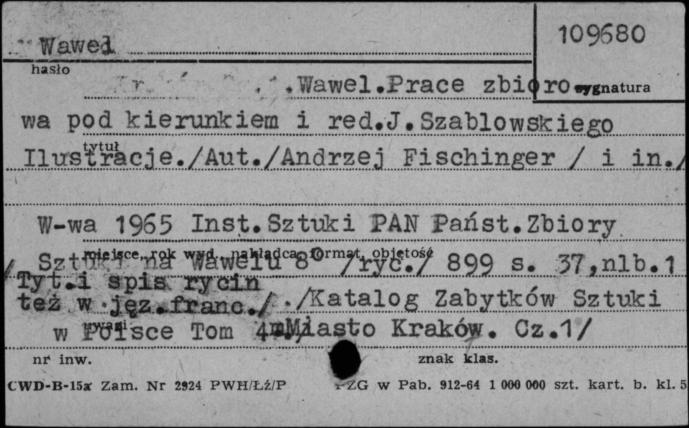 Waweł
109680
hasło
.Wawel.Prace zbioro
sygnatura
wa pod kierunkiem i red.J.Szablowskiego
tytuł
Ilustracje./Aut./Andrzej Fischinger / i in./
W-wa 1965 Inst.Sztuki PAN Państ.Zbiory
miejsce, rok wyd., nakładca, format, objętość
Sztuki na Wawelu 8° /ryc./ 899 s. 37,nlb.1
/Tyt.i spis rycin
też w jęz.franc./ ./Katalog Zabytków Sztuki
w Polsce Tom 4 Miasto Kraków. Cz.1/
nr inw.
znak klas.
CWD-B-15a Zam. Nr 2924 PWH/Łź/P
PZG w Pab. 912-64 1 000 000 szt. kart. b. kl. 5